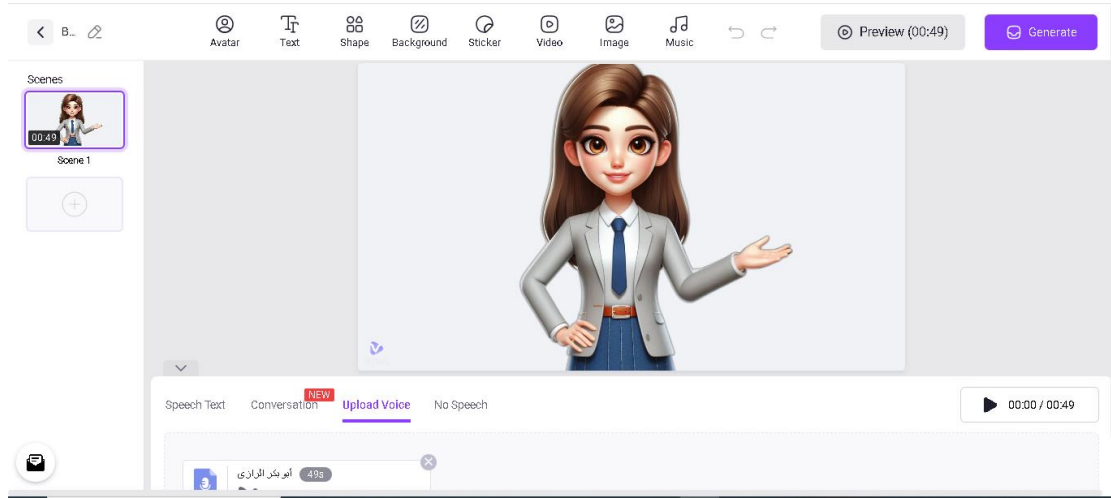 B...
Avatar
Text
Shape
Background
Sticker
Video
Image
Music
Preview (00:49)
Generate
Scenes
00:49
Scene 1
Speech Text
Conversation
NEW
Upload Voice
No Speech
00:00 / 00:49
أبو بكر الرازي
49s